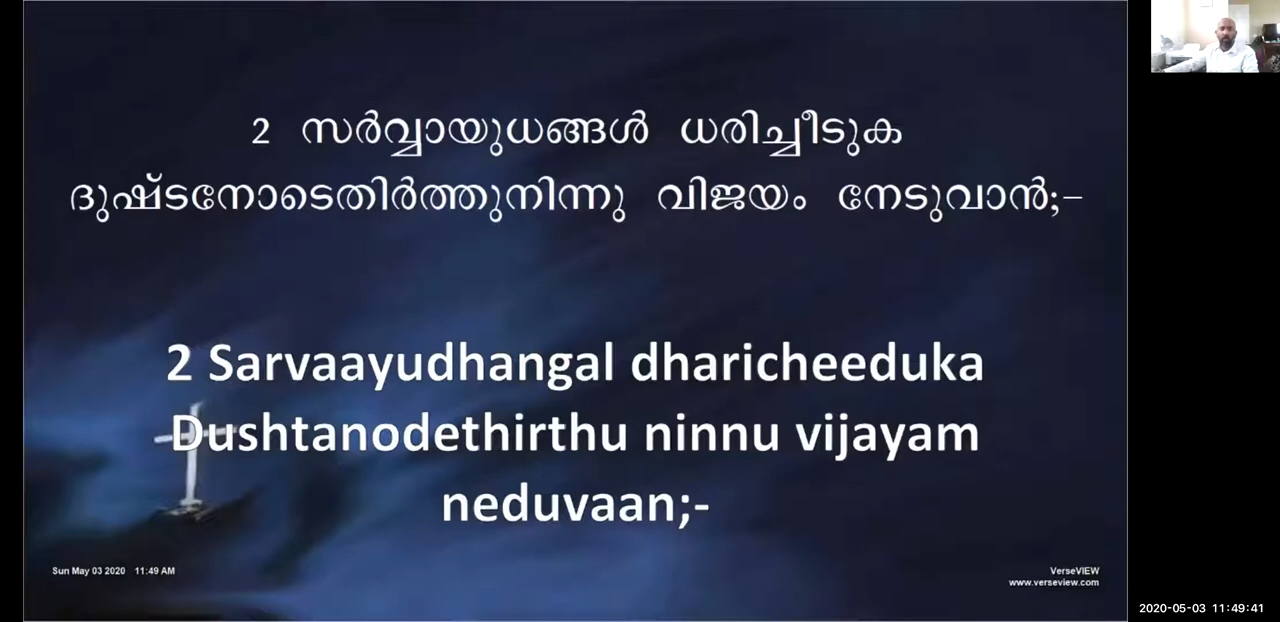 2 സർവ്വായുധങ്ങൾ ധരിച്ചീടുക
ദുഷ്ടനോടെതിർത്തുനിന്നു വിജയം നേടുവാൻ;–
2 Sarvaayudhangal dharicheeduka
Dushtanodethirthu ninnu vijayam
neduvaan;-
Sun May 03 2020 11:49 AM
VerseVIEW
www.verseview.com
2020-05-03 11:49:41